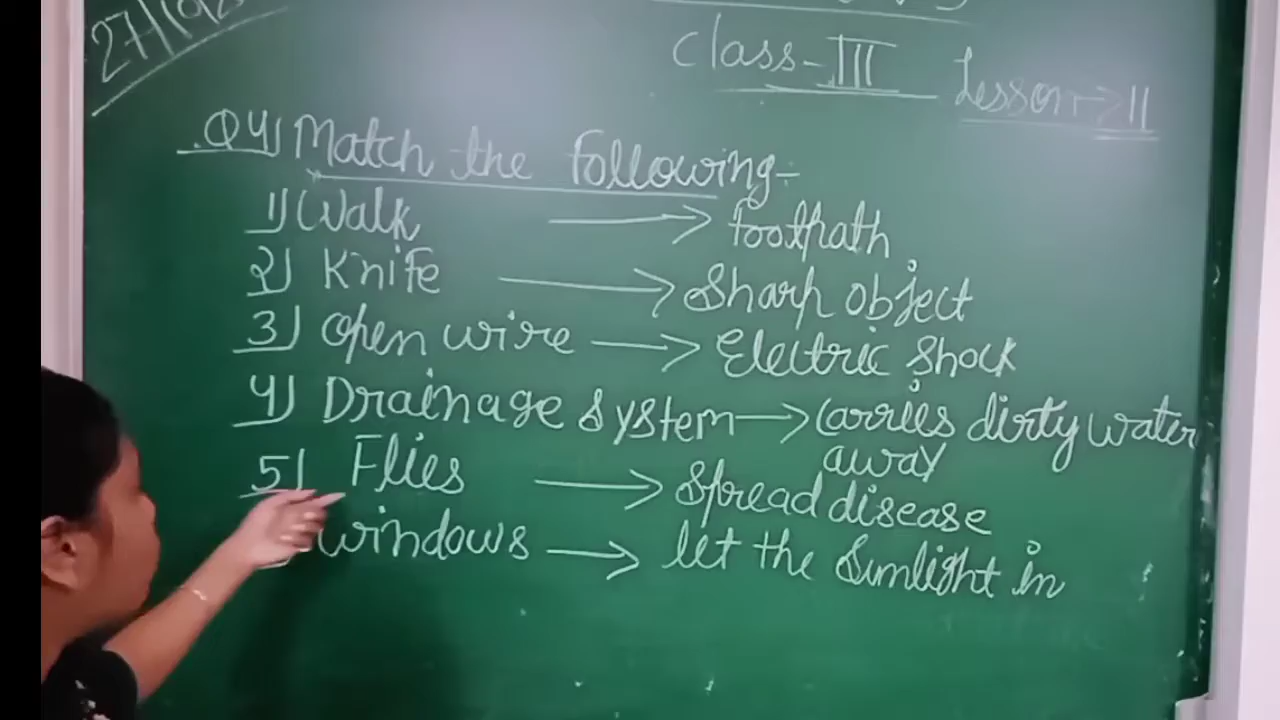 Class-III Lesson→11
Q4) Match the following-
1) Walk → footpath
2) Knife → Sharp object
3) open wire → Electric shock
4) Drainage system → Carries dirty water
away
5) Flies → Spread disease
windows → let the Sunlight in